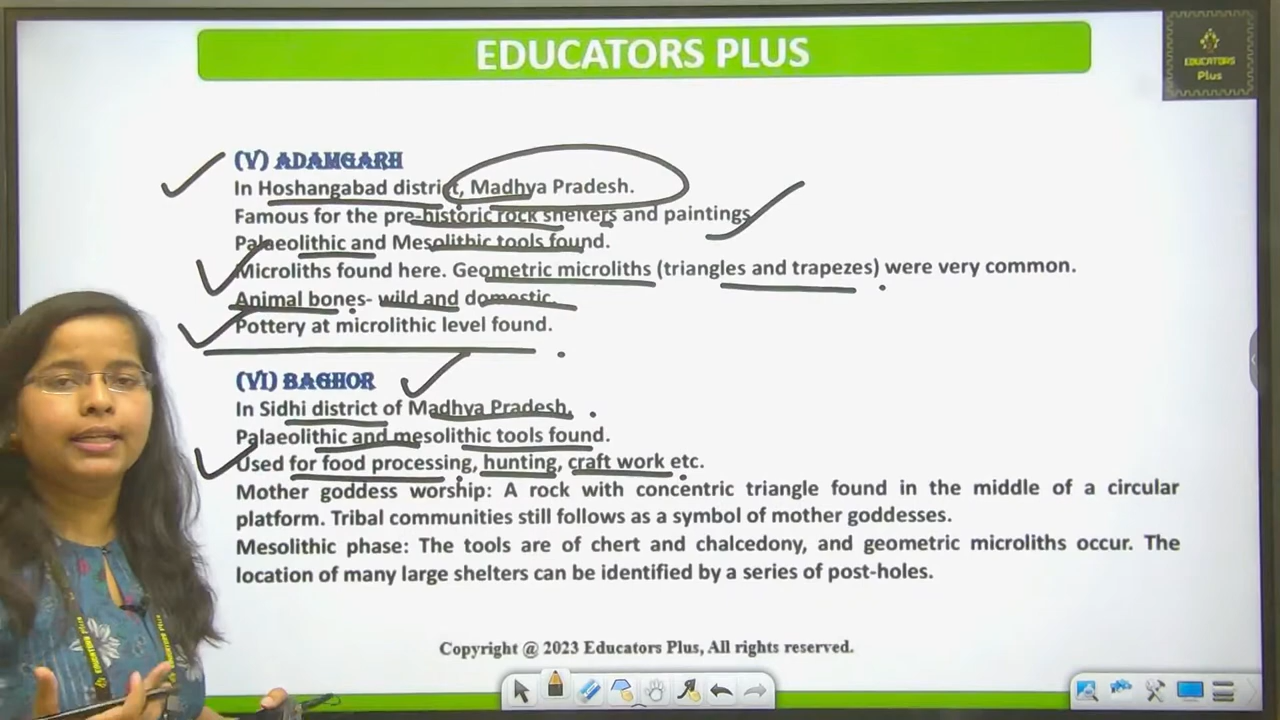 EDUCATORS PLUS
EDUCATORS
Plus
(V) ADAMGARH
In Hoshangabad district, Madhya Pradesh.
Famous for the pre-historic rock shelters and paintings
Palaeolithic and Mesolithic tools found.
Microliths found here. Geometric microliths (triangles and trapezes) were very common.
Animal bones- wild and domestic.
Pottery at microlithic level found.
(VI) BAGHOR
In Sidhi district of Madhya Pradesh.
Palaeolithic and mesolithic tools found.
Used for food processing, hunting, craft work etc.
Mother goddess worship: A rock with concentric triangle found in the middle of a circular
platform. Tribal communities still follows as a symbol of mother goddesses.
Mesolithic phase: The tools are of chert and chalcedony, and geometric microliths occur. The
location of many large shelters can be identified by a series of post-holes.
Copyright @ 2023 Educators Plus, All rights reserved.
EDUCATORS PLUS